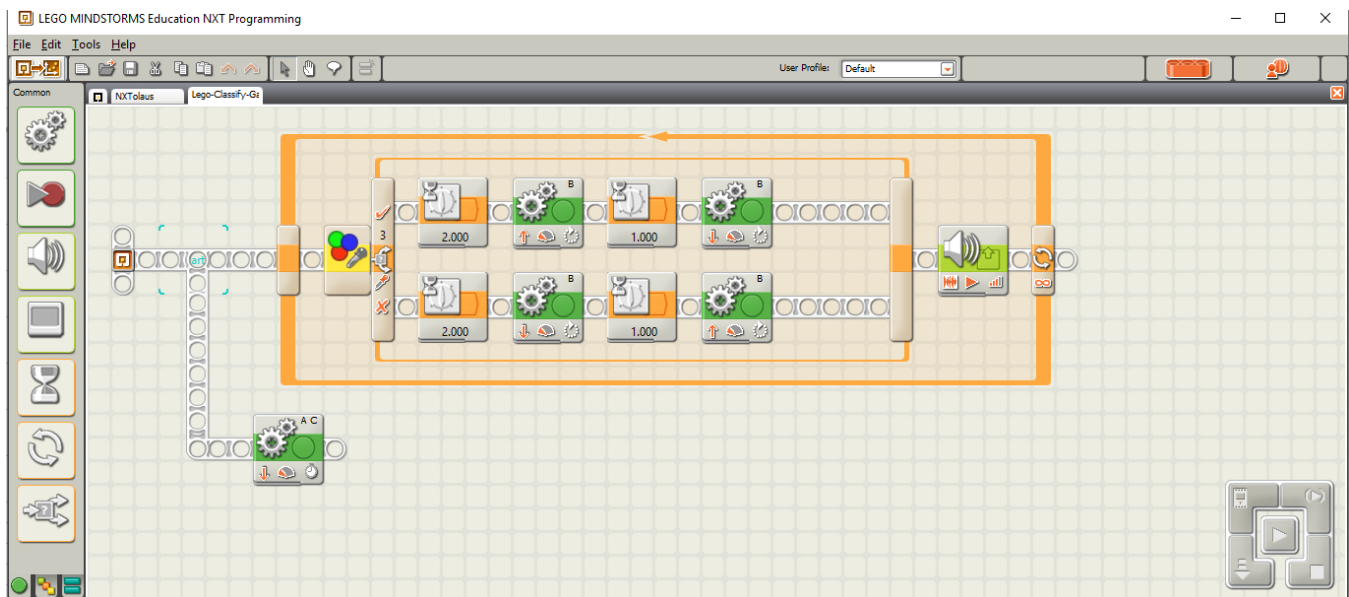 LEGO MINDSTORMS Education NXT Programming
File Edit Tools Help
User Profile: Default
Common
NXTolaus Lego-Classify-Ga
B B
3
2.000 1.000
art
B B
2.000 1.000
A C